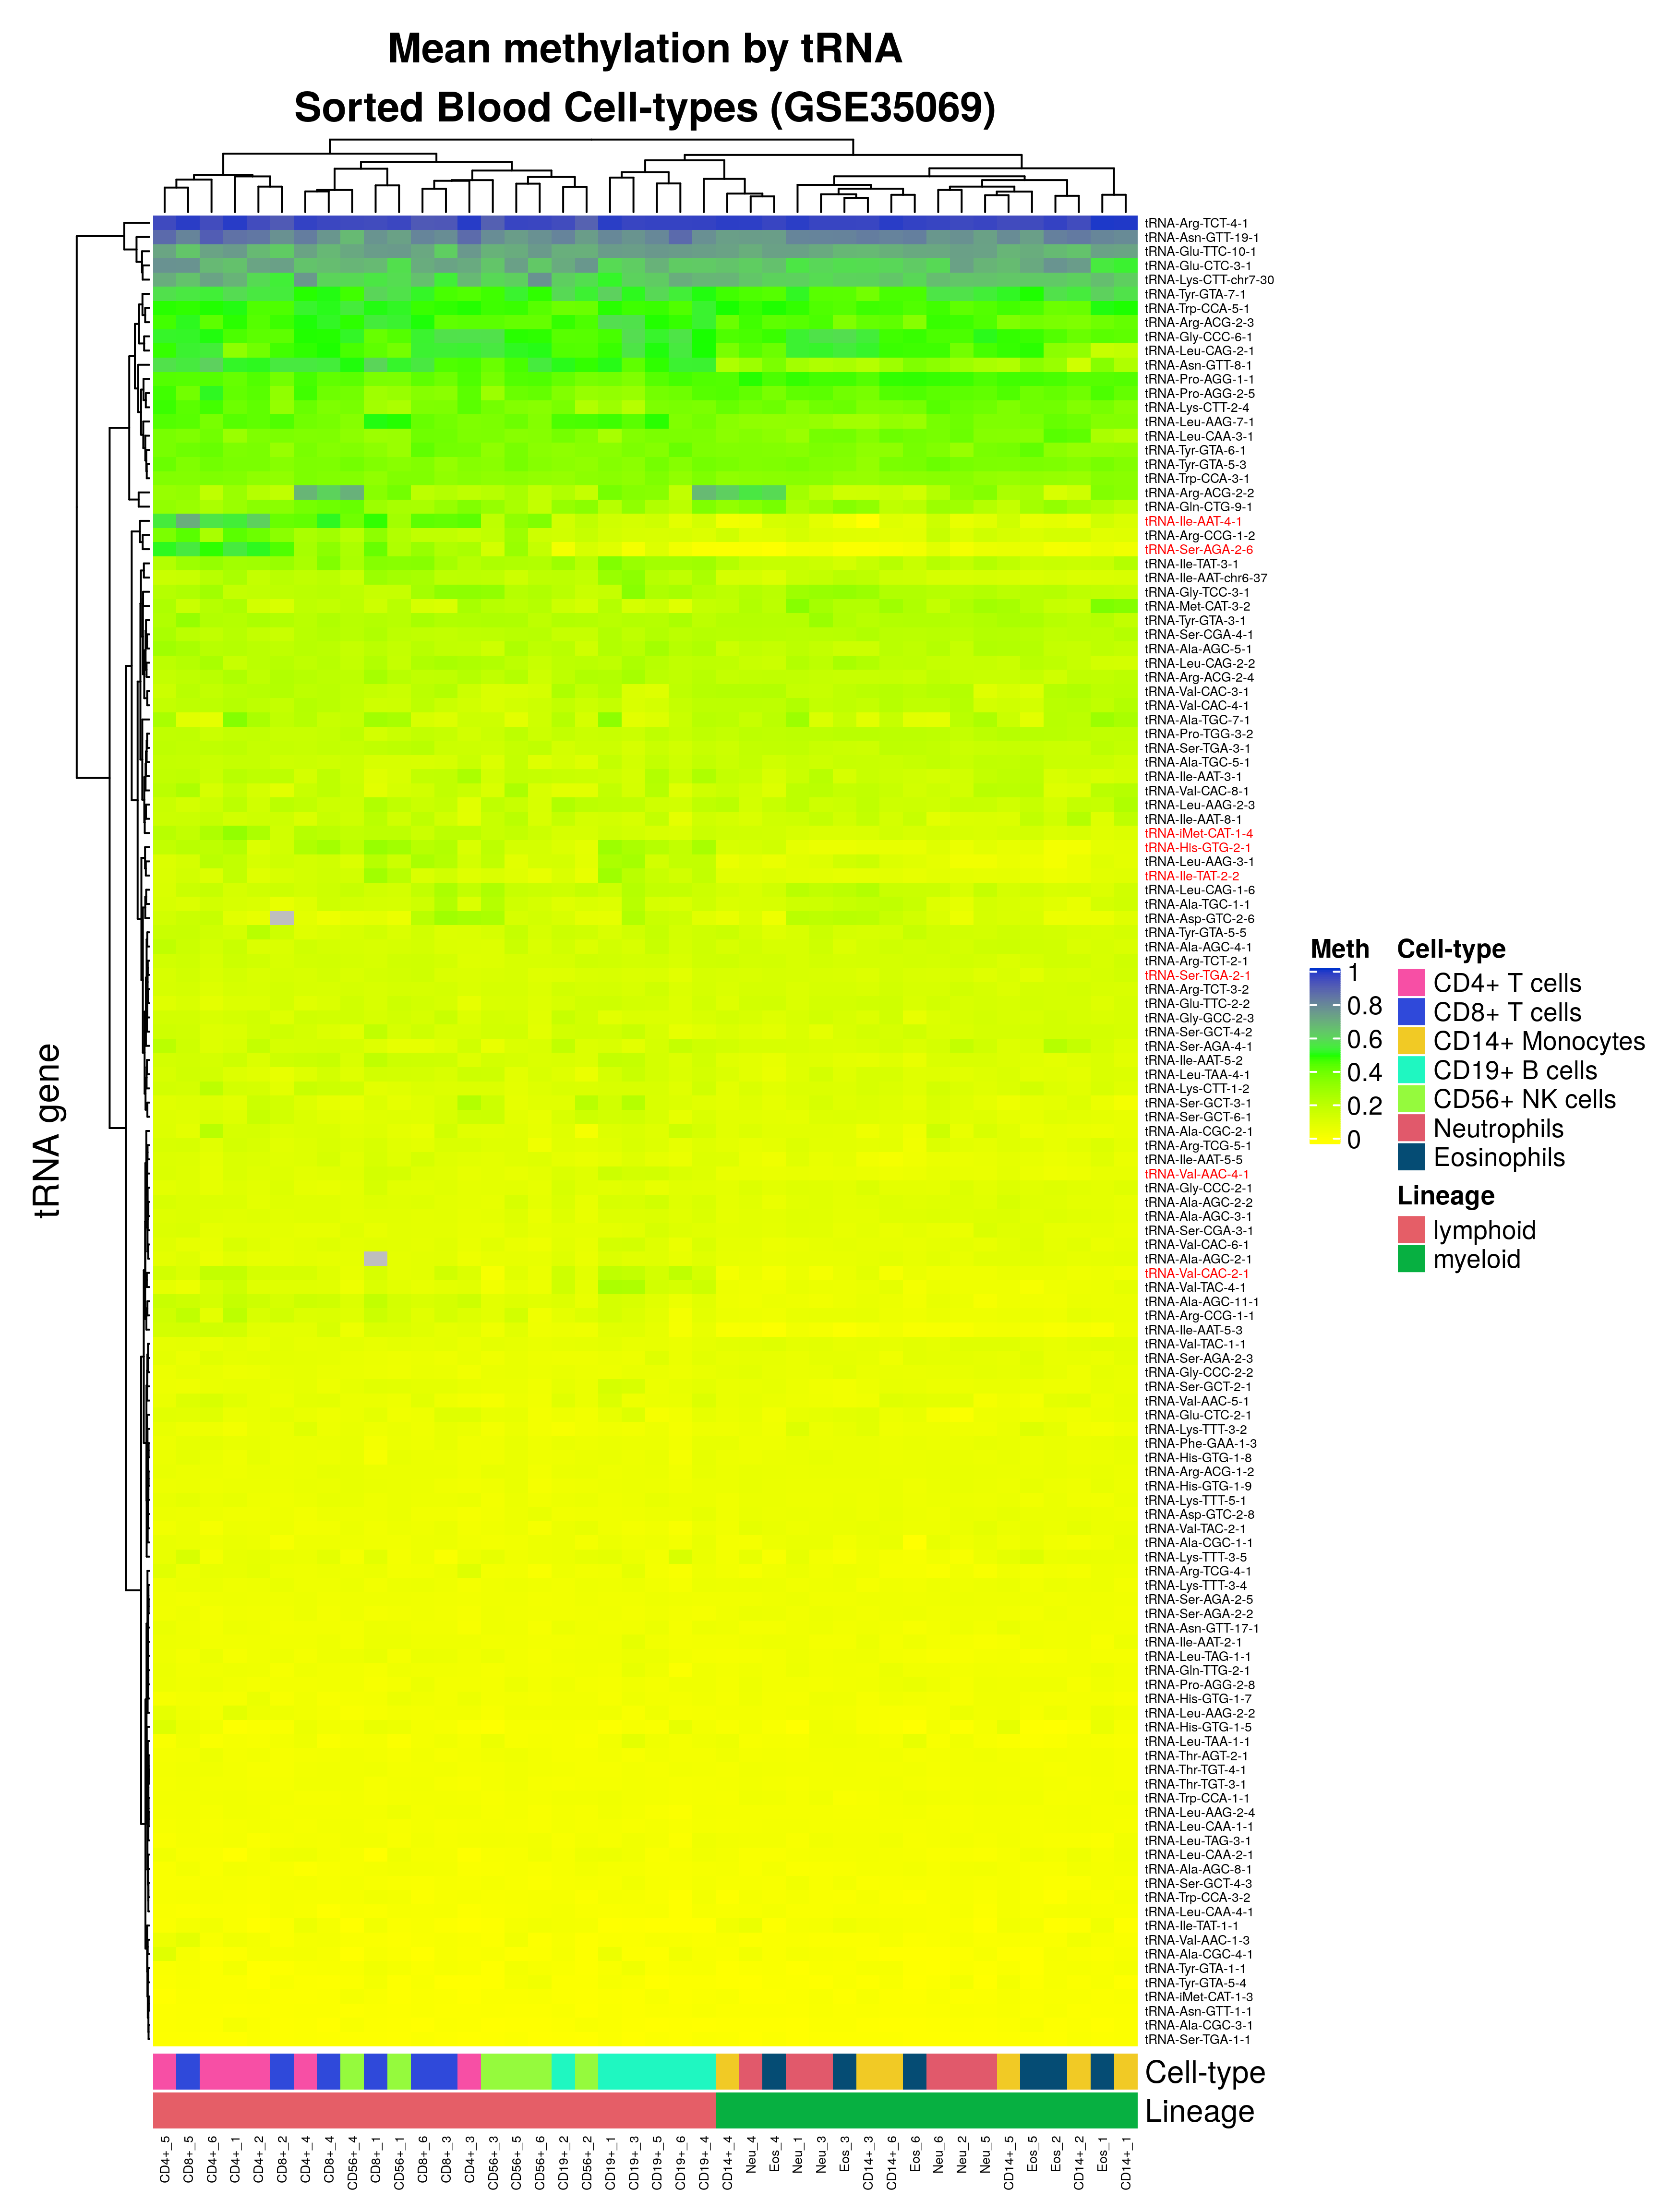 Mean methylation by tRNA
Sorted Blood Cell-types (GSE35069)
tRNA-Arg-TCT-4-1
tRNA-Asn-GTT-19-1
tRNA-Glu-TTC-10-1
tRNA-Glu-CTC-3-1
tRNA-Lys-CTT-chr7-30
tRNA-Tyr-GTA-7-1
tRNA-Trp-CCA-5-1
tRNA-Arg-ACG-2-3
tRNA-Gly-CCC-6-1
tRNA-Leu-CAG-2-1
tRNA-Asn-GTT-8-1
tRNA-Pro-AGG-1-1
tRNA-Pro-AGG-2-5
tRNA-Lys-CTT-2-4
tRNA-Leu-AAG-7-1
tRNA-Leu-CAA-3-1
tRNA-Tyr-GTA-6-1
tRNA-Tyr-GTA-5-3
tRNA-Trp-CCA-3-1
tRNA-Arg-ACG-2-2
tRNA-Gln-CTG-9-1
tRNA-Ile-AAT-4-1
tRNA-Arg-CCG-1-2
tRNA-Ser-AGA-2-6
tRNA-Ile-TAT-3-1
tRNA-Ile-AAT-chr6-37
tRNA-Gly-TCC-3-1
tRNA-Met-CAT-3-2
tRNA-Tyr-GTA-3-1
tRNA-Ser-CGA-4-1
tRNA-Ala-AGC-5-1
tRNA-Leu-CAG-2-2
tRNA-Arg-ACG-2-4
tRNA-Val-CAC-3-1
tRNA-Val-CAC-4-1
tRNA-Ala-TGC-7-1
tRNA-Pro-TGG-3-2
tRNA-Ser-TGA-3-1
tRNA-Ala-TGC-5-1
tRNA-Ile-AAT-3-1
tRNA-Val-CAC-8-1
tRNA-Leu-AAG-2-3
tRNA-Ile-AAT-8-1
tRNA-iMet-CAT-1-4
tRNA-His-GTG-2-1
tRNA-Leu-AAG-3-1
tRNA-Ile-TAT-2-2
tRNA-Leu-CAG-1-6
tRNA-Ala-TGC-1-1
tRNA-Asp-GTC-2-6
tRNA-Tyr-GTA-5-5
tRNA-Ala-AGC-4-1
tRNA-Arg-TCT-2-1
tRNA-Ser-TGA-2-1
tRNA-Arg-TCT-3-2
tRNA-Glu-TTC-2-2
tRNA-Gly-GCC-2-3
tRNA-Ser-GCT-4-2
tRNA-Ser-AGA-4-1
tRNA-Ile-AAT-5-2
tRNA-Leu-TAA-4-1
tRNA-Lys-CTT-1-2
tRNA-Ser-GCT-3-1
tRNA-Ser-GCT-6-1
tRNA-Ala-CGC-2-1
tRNA-Arg-TCG-5-1
tRNA-Ile-AAT-5-5
tRNA-Val-AAC-4-1
tRNA-Gly-CCC-2-1
tRNA-Ala-AGC-2-2
tRNA-Ala-AGC-3-1
tRNA-Ser-CGA-3-1
tRNA-Val-CAC-6-1
tRNA-Ala-AGC-2-1
tRNA-Val-CAC-2-1
tRNA-Val-TAC-4-1
tRNA-Ala-AGC-11-1
tRNA-Arg-CCG-1-1
tRNA-Ile-AAT-5-3
tRNA-Val-TAC-1-1
tRNA-Ser-AGA-2-3
tRNA-Gly-CCC-2-2
tRNA-Ser-GCT-2-1
tRNA-Val-AAC-5-1
tRNA-Glu-CTC-2-1
tRNA-Lys-TTT-3-2
tRNA-Phe-GAA-1-3
tRNA-His-GTG-1-8
tRNA-Arg-ACG-1-2
tRNA-His-GTG-1-9
tRNA-Lys-TTT-5-1
tRNA-Asp-GTC-2-8
tRNA-Val-TAC-2-1
tRNA-Ala-CGC-1-1
tRNA-Lys-TTT-3-5
tRNA-Arg-TCG-4-1
tRNA-Lys-TTT-3-4
tRNA-Ser-AGA-2-5
tRNA-Ser-AGA-2-2
tRNA-Asn-GTT-17-1
tRNA-Ile-AAT-2-1
tRNA-Leu-TAG-1-1
tRNA-Gln-TTG-2-1
tRNA-Pro-AGG-2-8
tRNA-His-GTG-1-7
tRNA-Leu-AAG-2-2
tRNA-His-GTG-1-5
tRNA-Leu-TAA-1-1
tRNA-Thr-AGT-2-1
tRNA-Thr-TGT-4-1
tRNA-Thr-TGT-3-1
tRNA-Trp-CCA-1-1
tRNA-Leu-AAG-2-4
tRNA-Leu-CAA-1-1
tRNA-Leu-TAG-3-1
tRNA-Leu-CAA-2-1
tRNA-Ala-AGC-8-1
tRNA-Ser-GCT-4-3
tRNA-Trp-CCA-3-2
tRNA-Leu-CAA-4-1
tRNA-Ile-TAT-1-1
tRNA-Val-AAC-1-3
tRNA-Ala-CGC-4-1
tRNA-Tyr-GTA-1-1
tRNA-Tyr-GTA-5-4
tRNA-iMet-CAT-1-3
tRNA-Asn-GTT-1-1
tRNA-Ala-CGC-3-1
tRNA-Ser-TGA-1-1
tRNA gene
Meth
1
0.8
0.6
0.4
0.2
0
Cell-type
CD4+ T cells
CD8+ T cells
CD14+ Monocytes
CD19+ B cells
CD56+ NK cells
Neutrophils
Eosinophils
Lineage
lymphoid
myeloid
Cell-type
Lineage
CD4+_5
CD8+_5
CD4+_6
CD4+_1
CD4+_2
CD8+_2
CD4+_4
CD8+_4
CD56+_4
CD8+_1
CD56+_1
CD8+_6
CD8+_3
CD4+_3
CD56+_3
CD56+_5
CD56+_6
CD19+_2
CD56+_2
CD19+_1
CD19+_3
CD19+_5
CD19+_6
CD19+_4
CD14+_4
Neu_4
Eos_4
Neu_1
Neu_3
Eos_3
CD14+_3
CD14+_6
Eos_6
Neu_6
Neu_2
Neu_5
CD14+_5
Eos_5
Eos_2
CD14+_2
Eos_1
CD14+_1